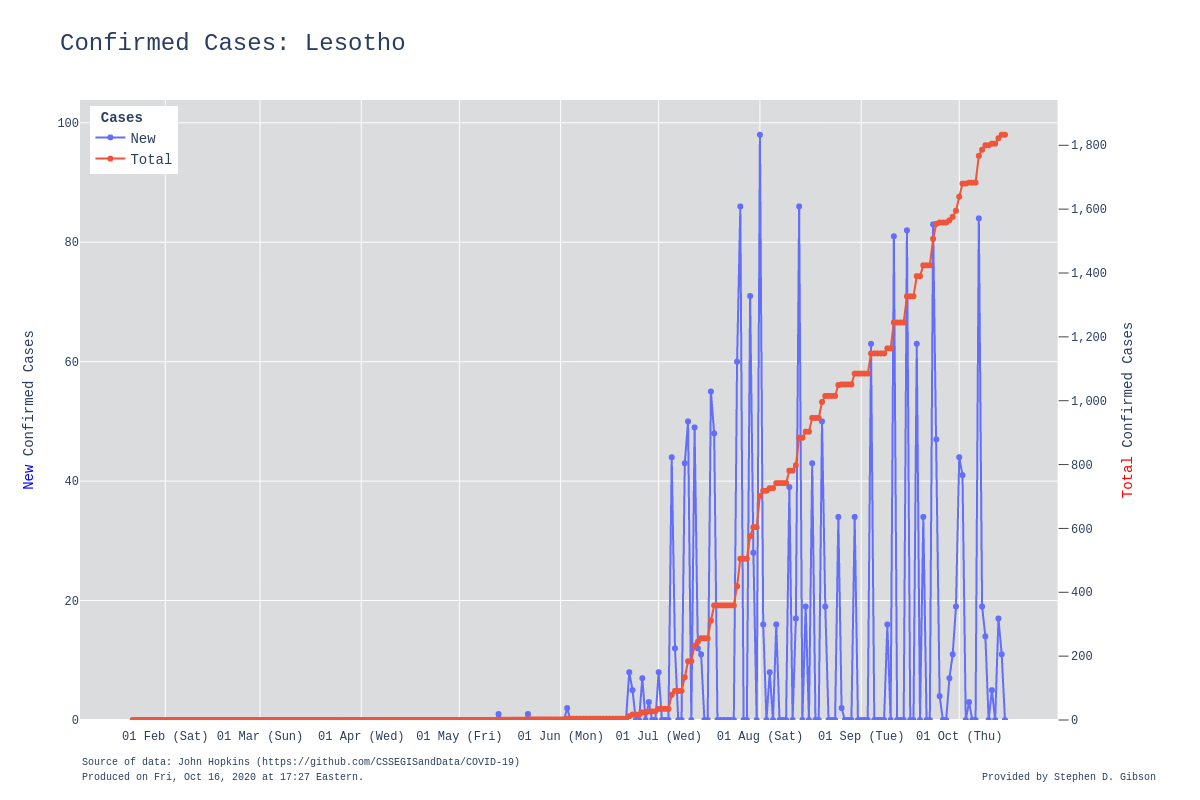 Confirmed Cases: Lesotho
Cases
New
Total
100
80
60
40
20
0
1,800
1,600
1,400
1,200
1,000
800
600
400
200
0
New Confirmed Cases
Total Confirmed Cases
01 Feb (Sat) 01 Mar (Sun) 01 Apr (Wed) 01 May (Fri) 01 Jun (Mon) 01 Jul (Wed) 01 Aug (Sat) 01 Sep (Tue) 01 Oct (Thu)
Source of data: John Hopkins (https://github.com/CSSEGISandData/COVID-19)
Produced on Fri, Oct 16, 2020 at 17:27 Eastern.
Provided by Stephen D. Gibson